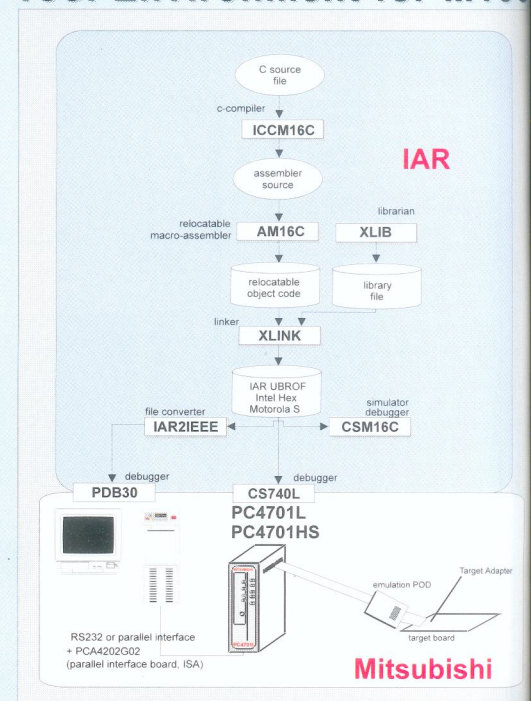 C source
file
c-compiler
ICCM16C
IAR
assembler
source
relocatable
macro-assembler
AM16C
librarian
XLIB
relocatable
object code
library
file
linker
XLINK
IAR UBROF
Intel Hex
Motorola S
file converter
IAR2IEEE
simulator
debugger
CSM16C
debugger
PDB30
debugger
CS740L
PC4701L
PC4701HS
emulation POD
Target Adapter
target board
RS232 or parallel interface
+ PCA4202G02
(parallel interface board, ISA)
Mitsubishi